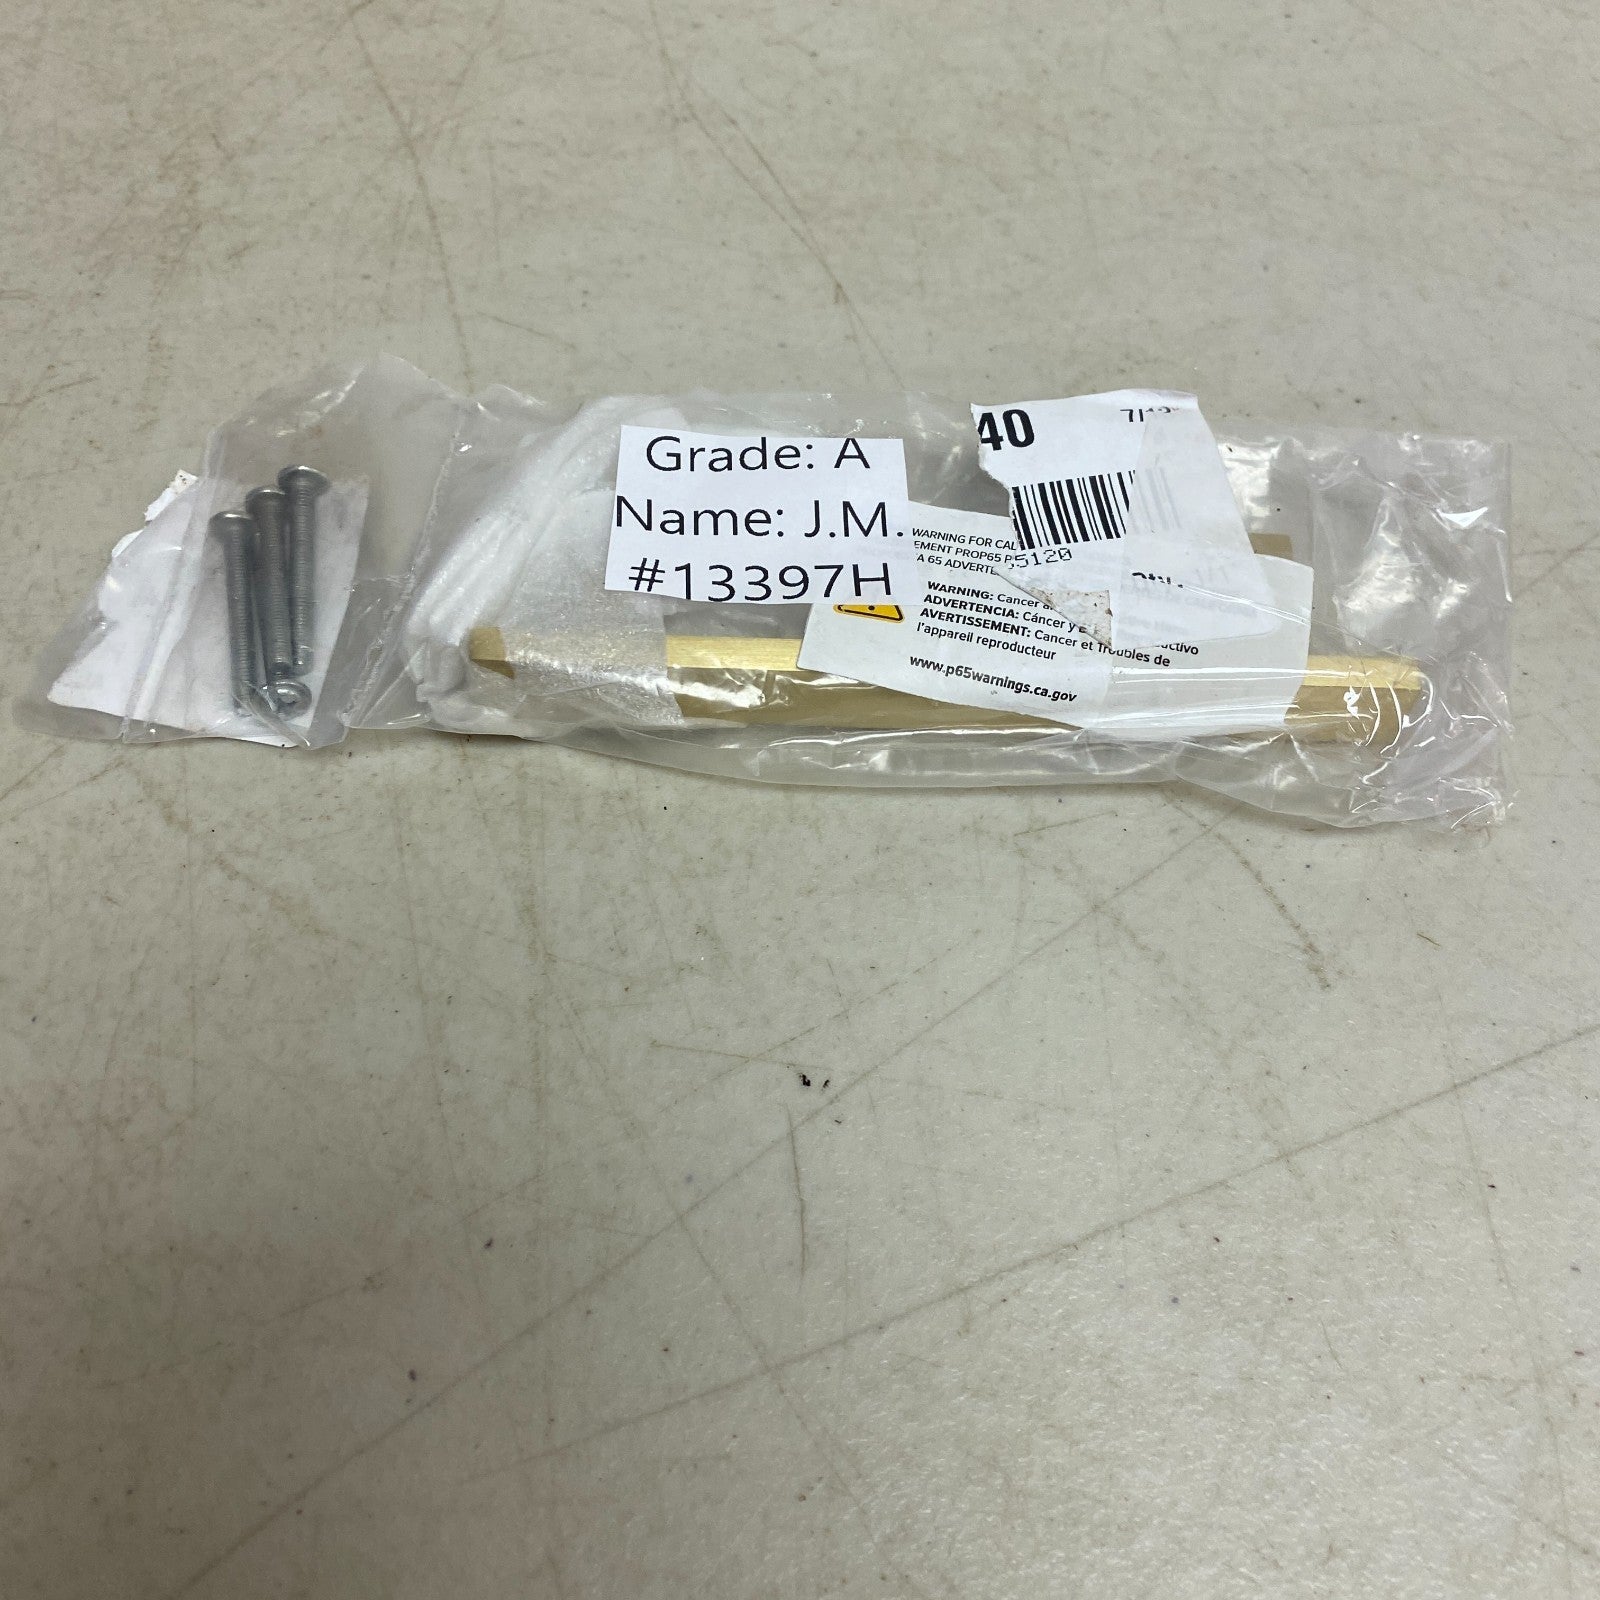 Grade: A
Name: J.M.
#13397H
40
5120
WARNING FOR CAL
EMENT PROP65
A 65 ADVERTE
WARNING: Cancer
ADVERTENCIA: Cáncer y
AVERTISSEMENT: Cancer et Troubles de
l'appareil reproducteur
www.p65warnings.ca.gov